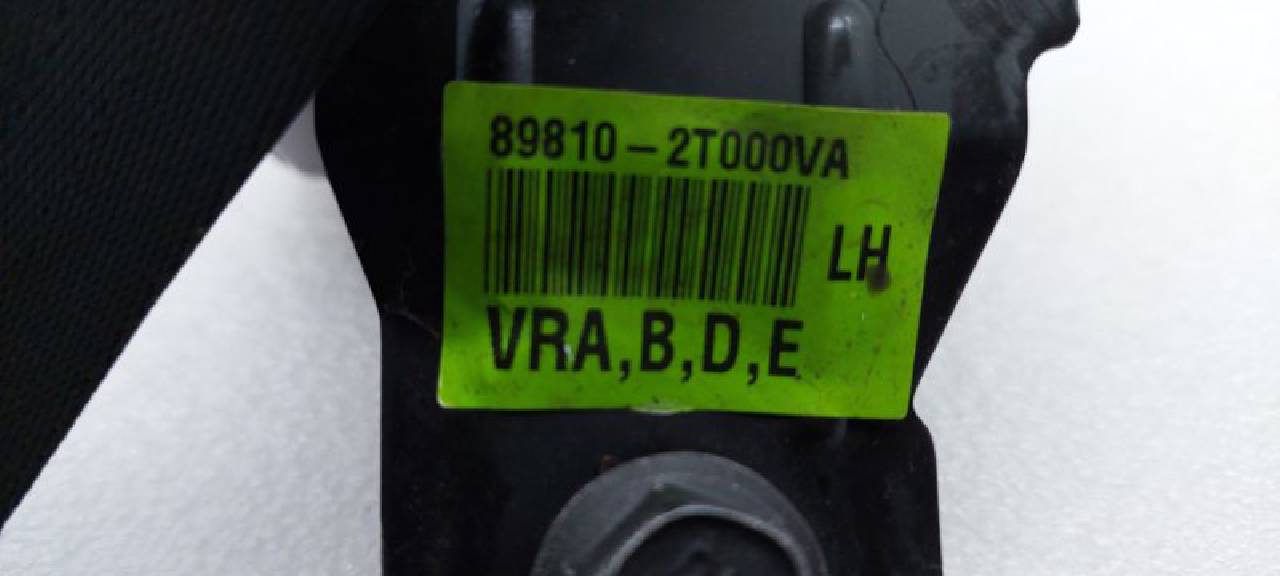 89810-2T000VA
LH
VRA,B,D,E